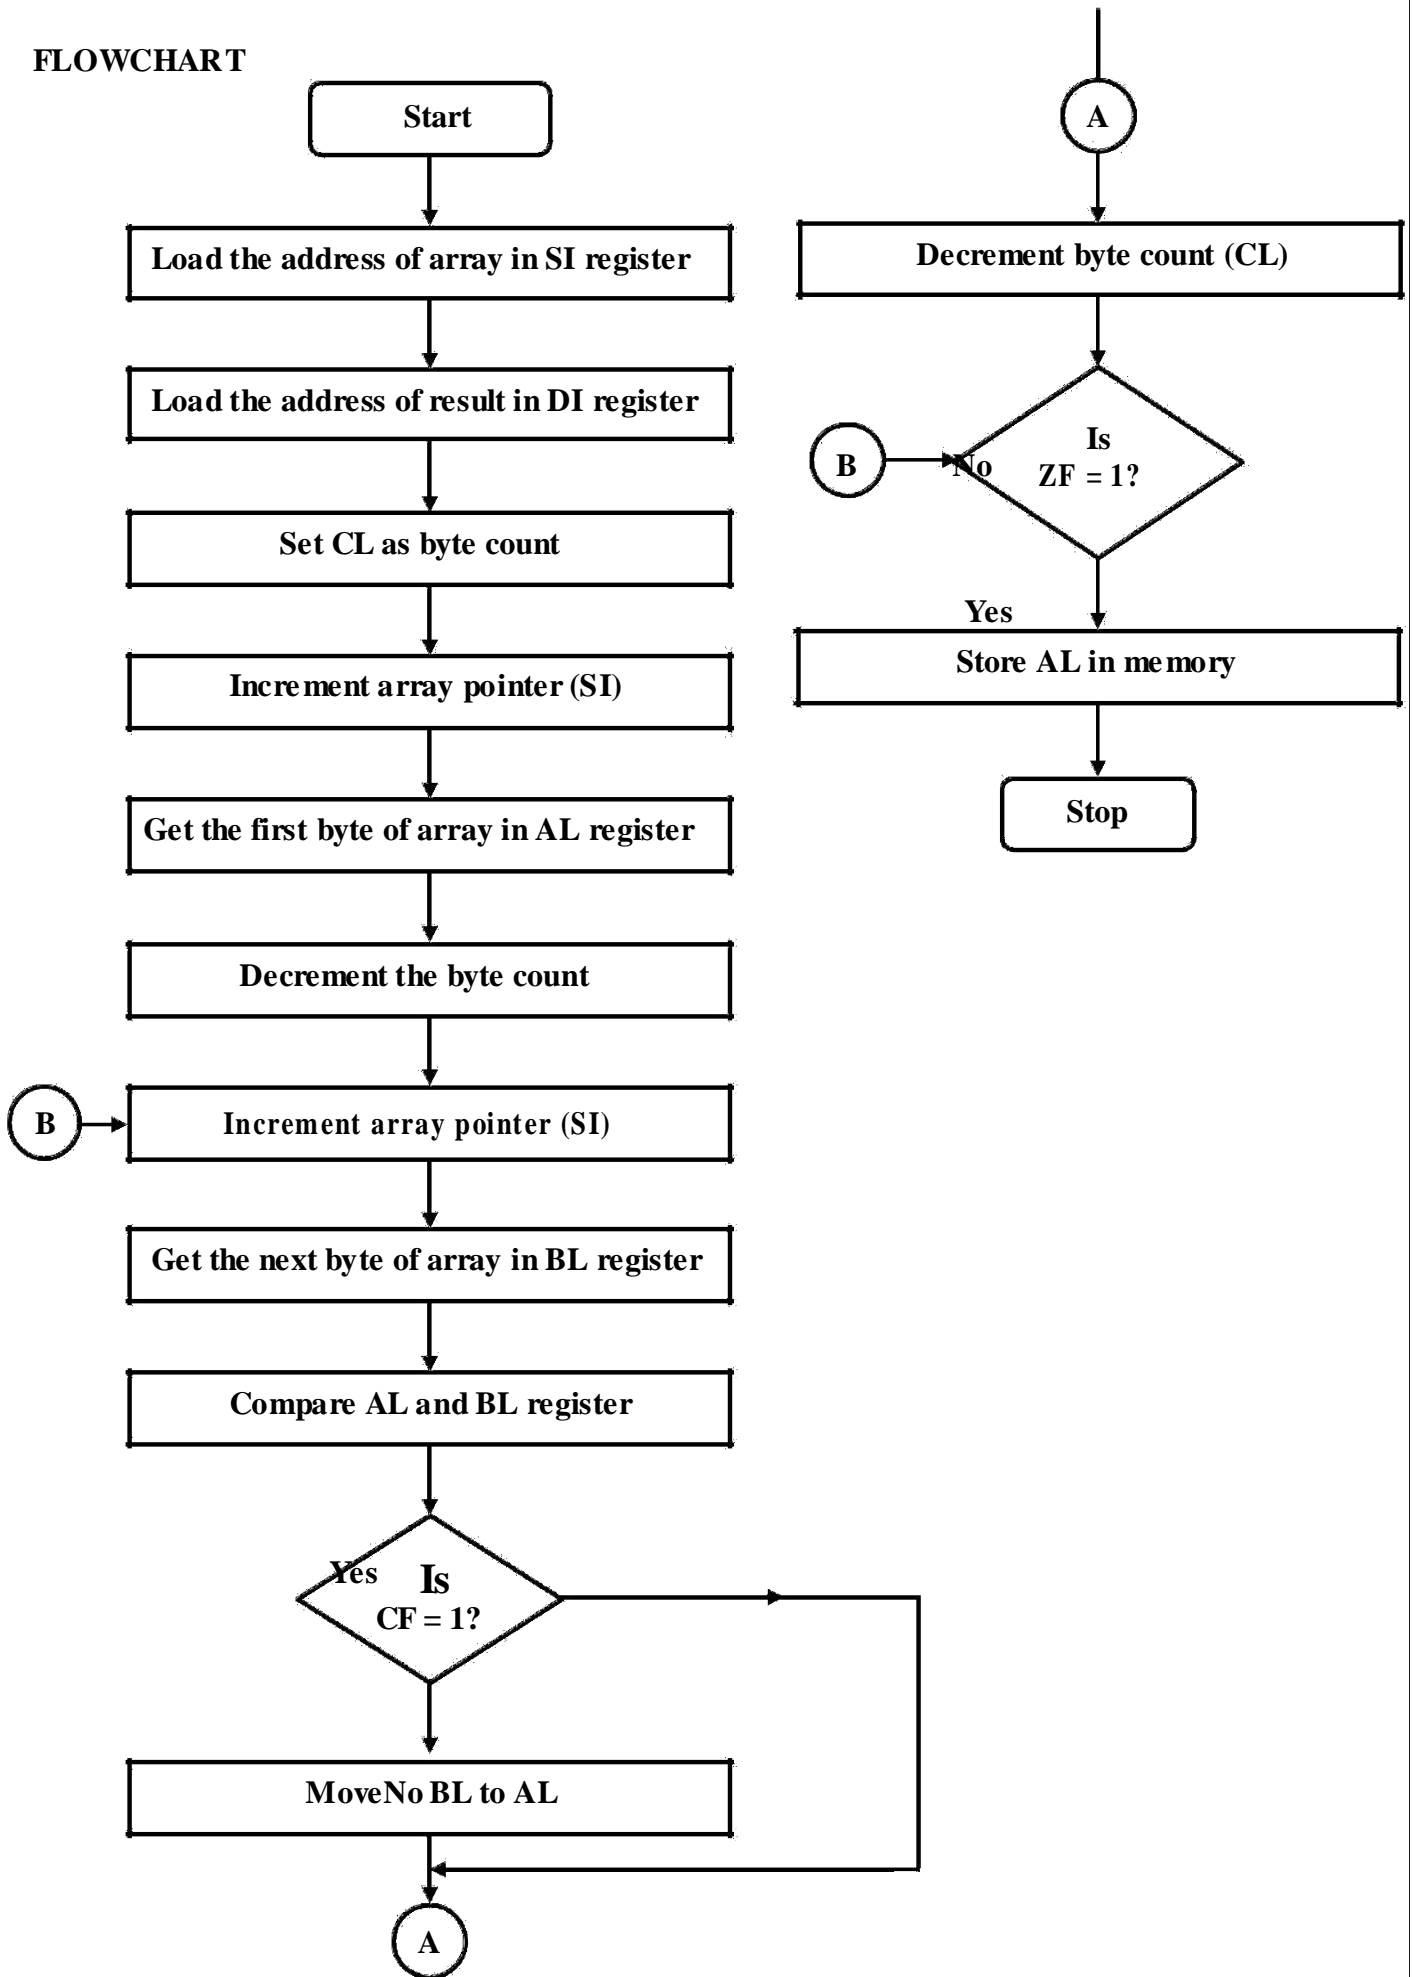 FLOWCHART
Start
Load the address of array in SI register
Load the address of result in DI register
Set CL as byte count
Increment array pointer (SI)
Get the first byte of array in AL register
Decrement the byte count
B
Increment array pointer (SI)
Get the next byte of array in BL register
Compare AL and BL register
Yes
Is
CF = 1?
MoveNo BL to AL
A
A
Decrement byte count (CL)
Is
B
No
ZF = 1?
Yes
Store AL in memory
Stop